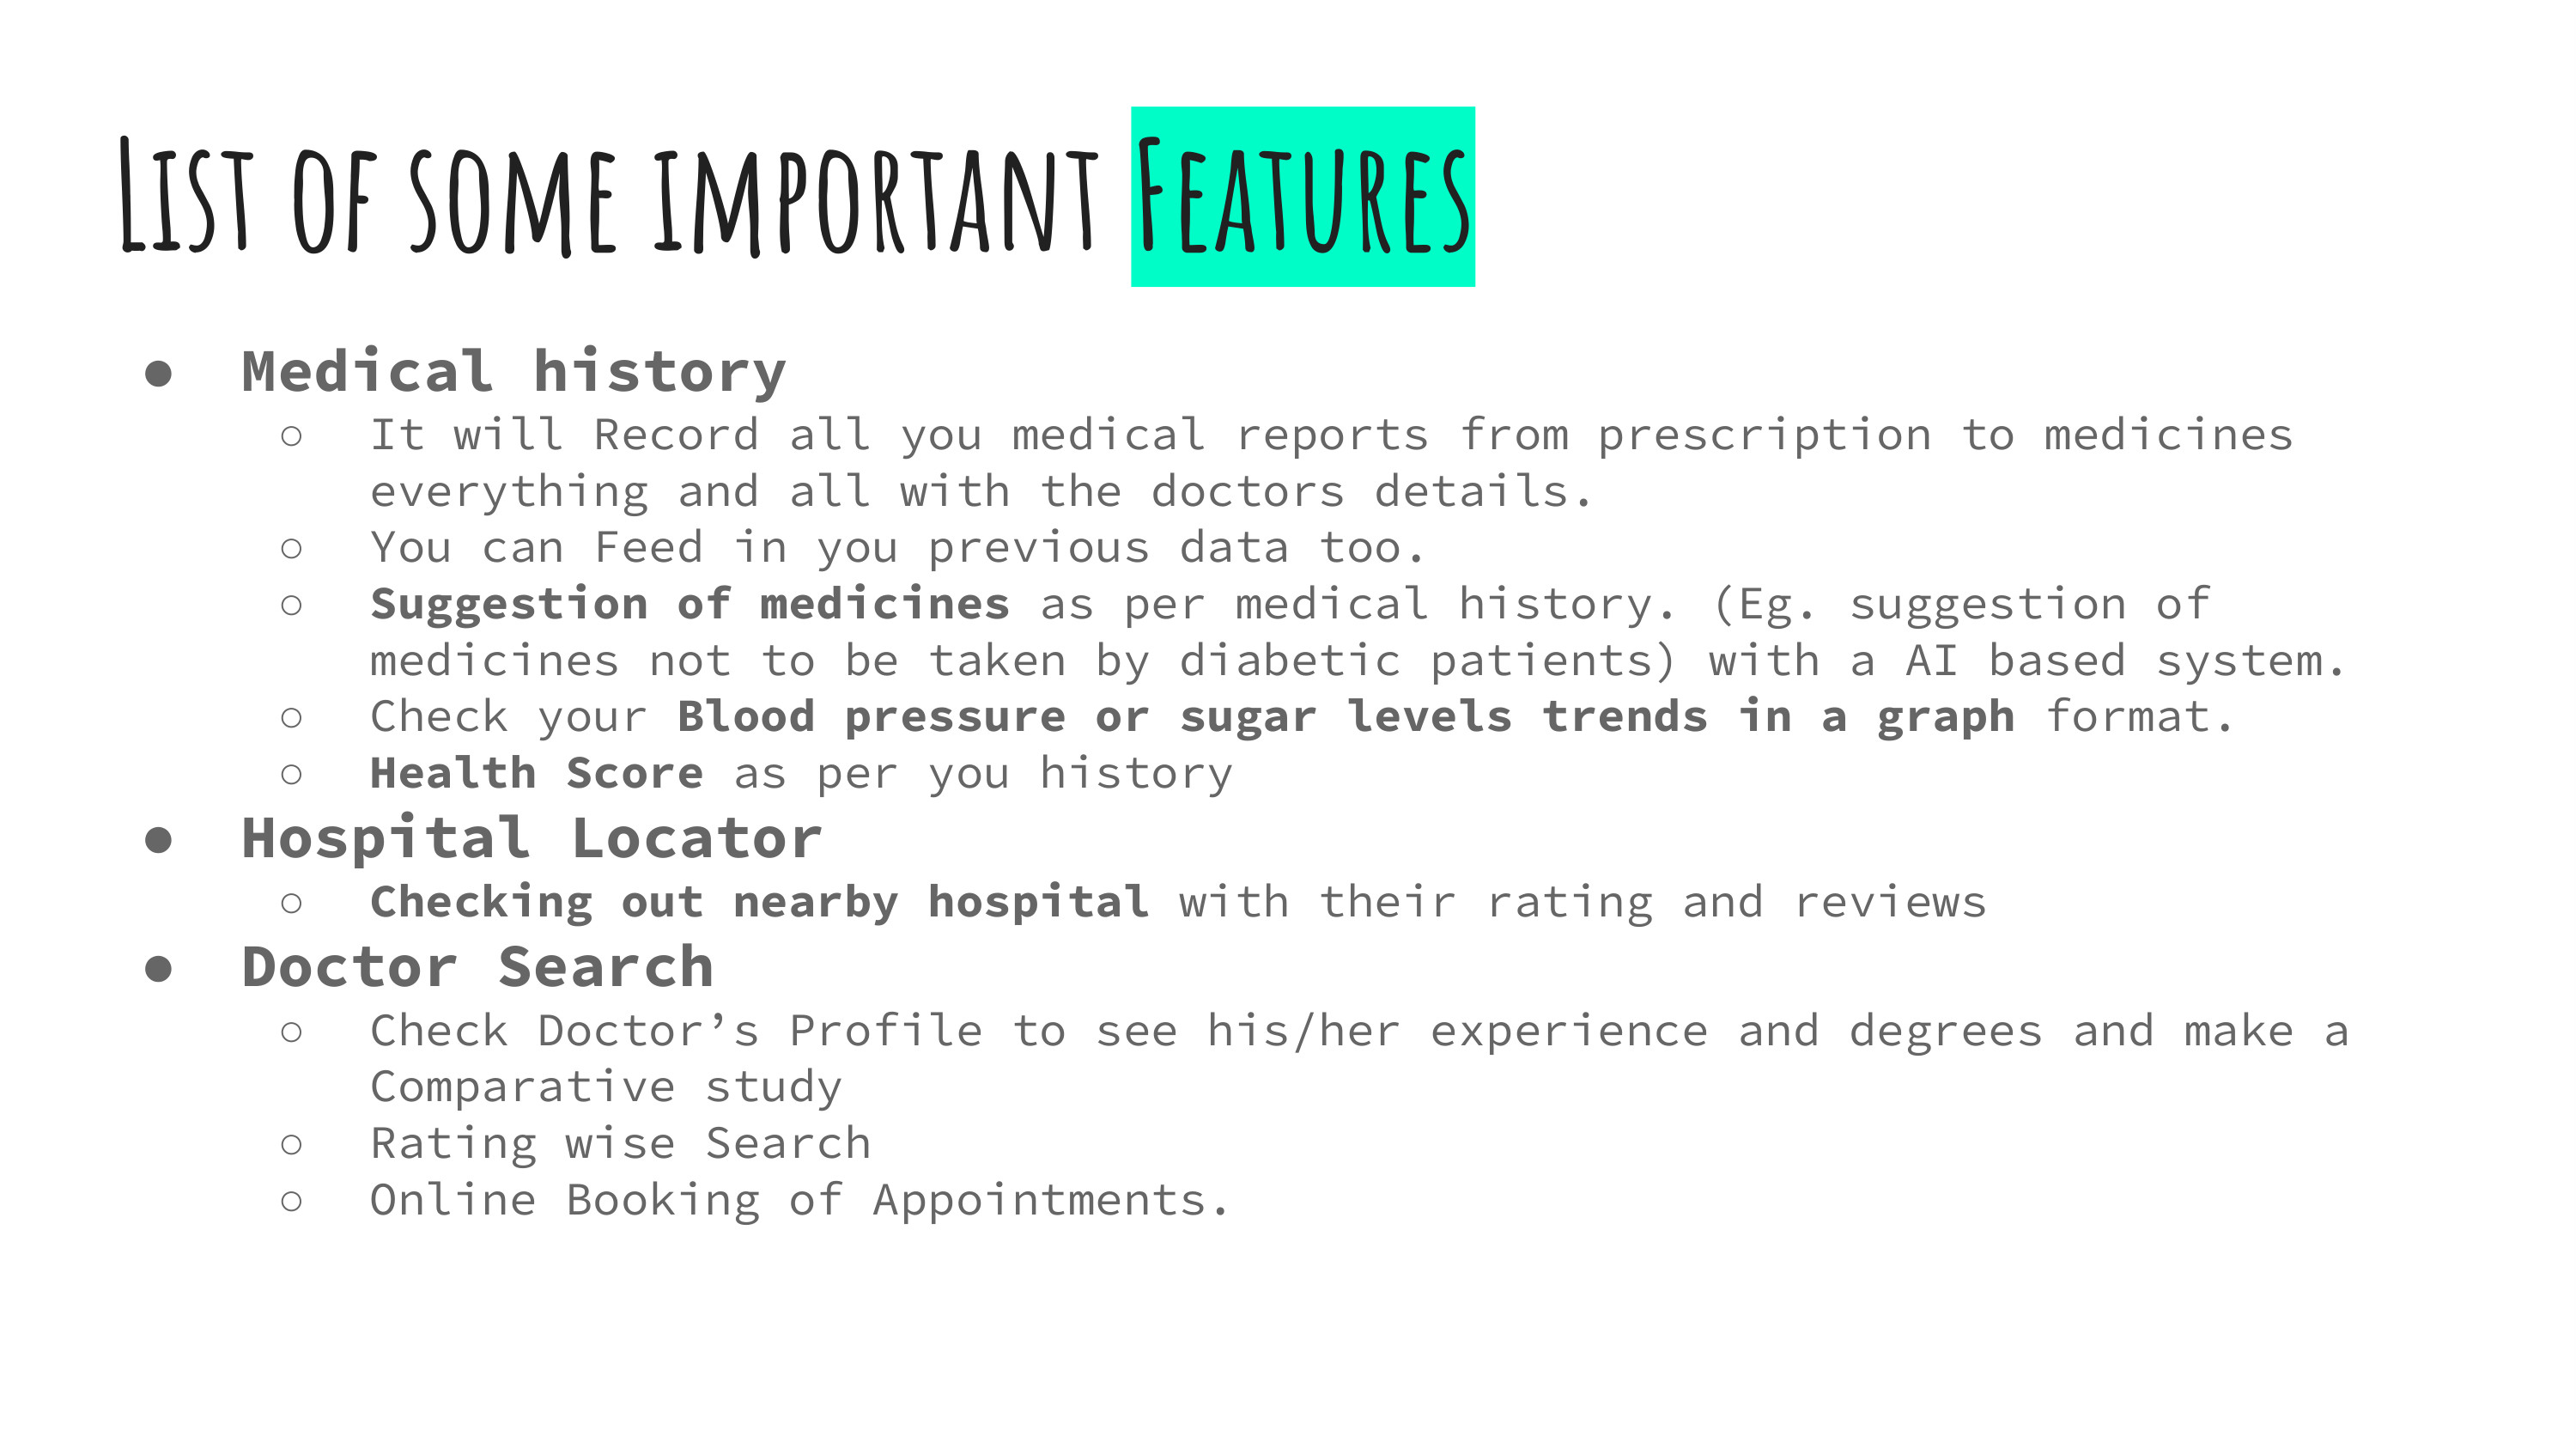 List of some important Features
● Medical history
○ It will Record all you medical reports from prescription to medicines
everything and all with the doctors details.
○ You can Feed in you previous data too.
○ Suggestion of medicines as per medical history. (Eg. suggestion of
medicines not to be taken by diabetic patients) with a AI based system.
○ Check your Blood pressure or sugar levels trends in a graph format.
○ Health Score as per you history
● Hospital Locator
○ Checking out nearby hospital with their rating and reviews
● Doctor Search
○ Check Doctor’s Profile to see his/her experience and degrees and make a
Comparative study
○ Rating wise Search
○ Online Booking of Appointments.